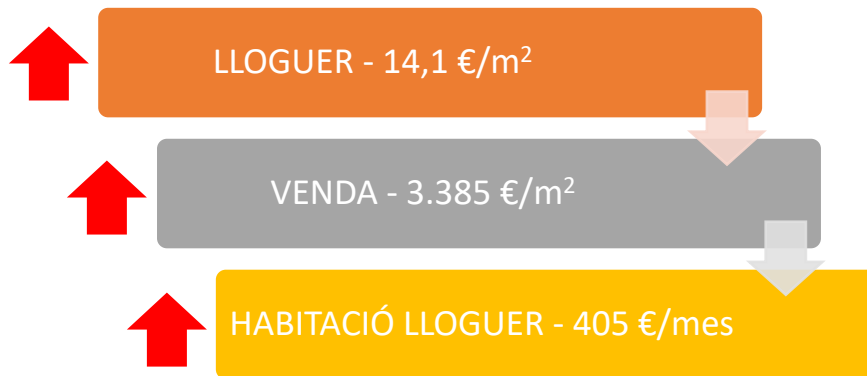 LLOGUER - 14,1 €/m²
VENDA - 3.385 €/m²
HABITACIÓ LLOGUER - 405 €/mes